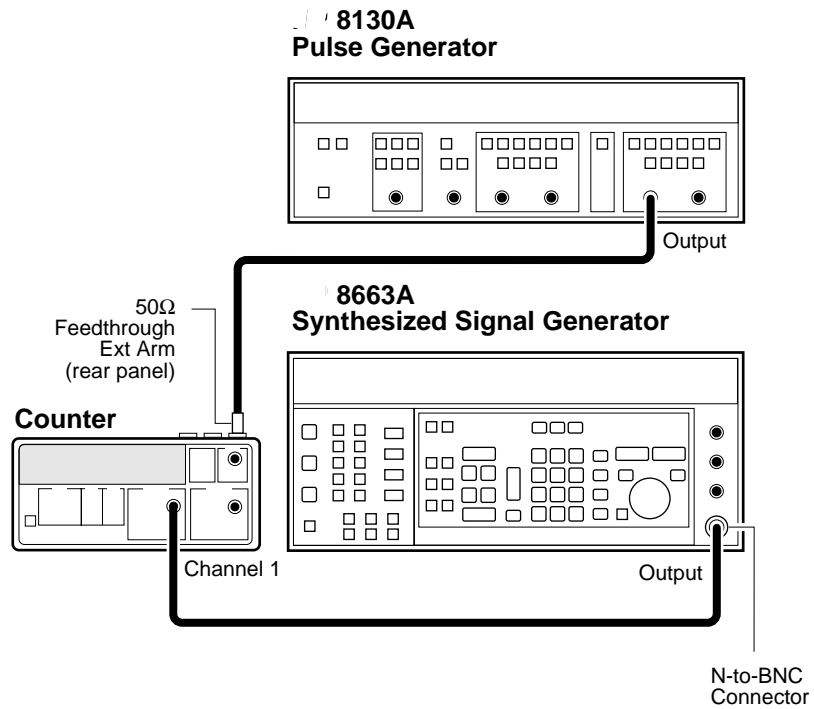 8130A
Pulse Generator
Output
8663A
Synthesized Signal Generator
50Ω
Feedthrough
Ext Arm
(rear panel)
Counter
Channel 1
Output
N-to-BNC
Connector